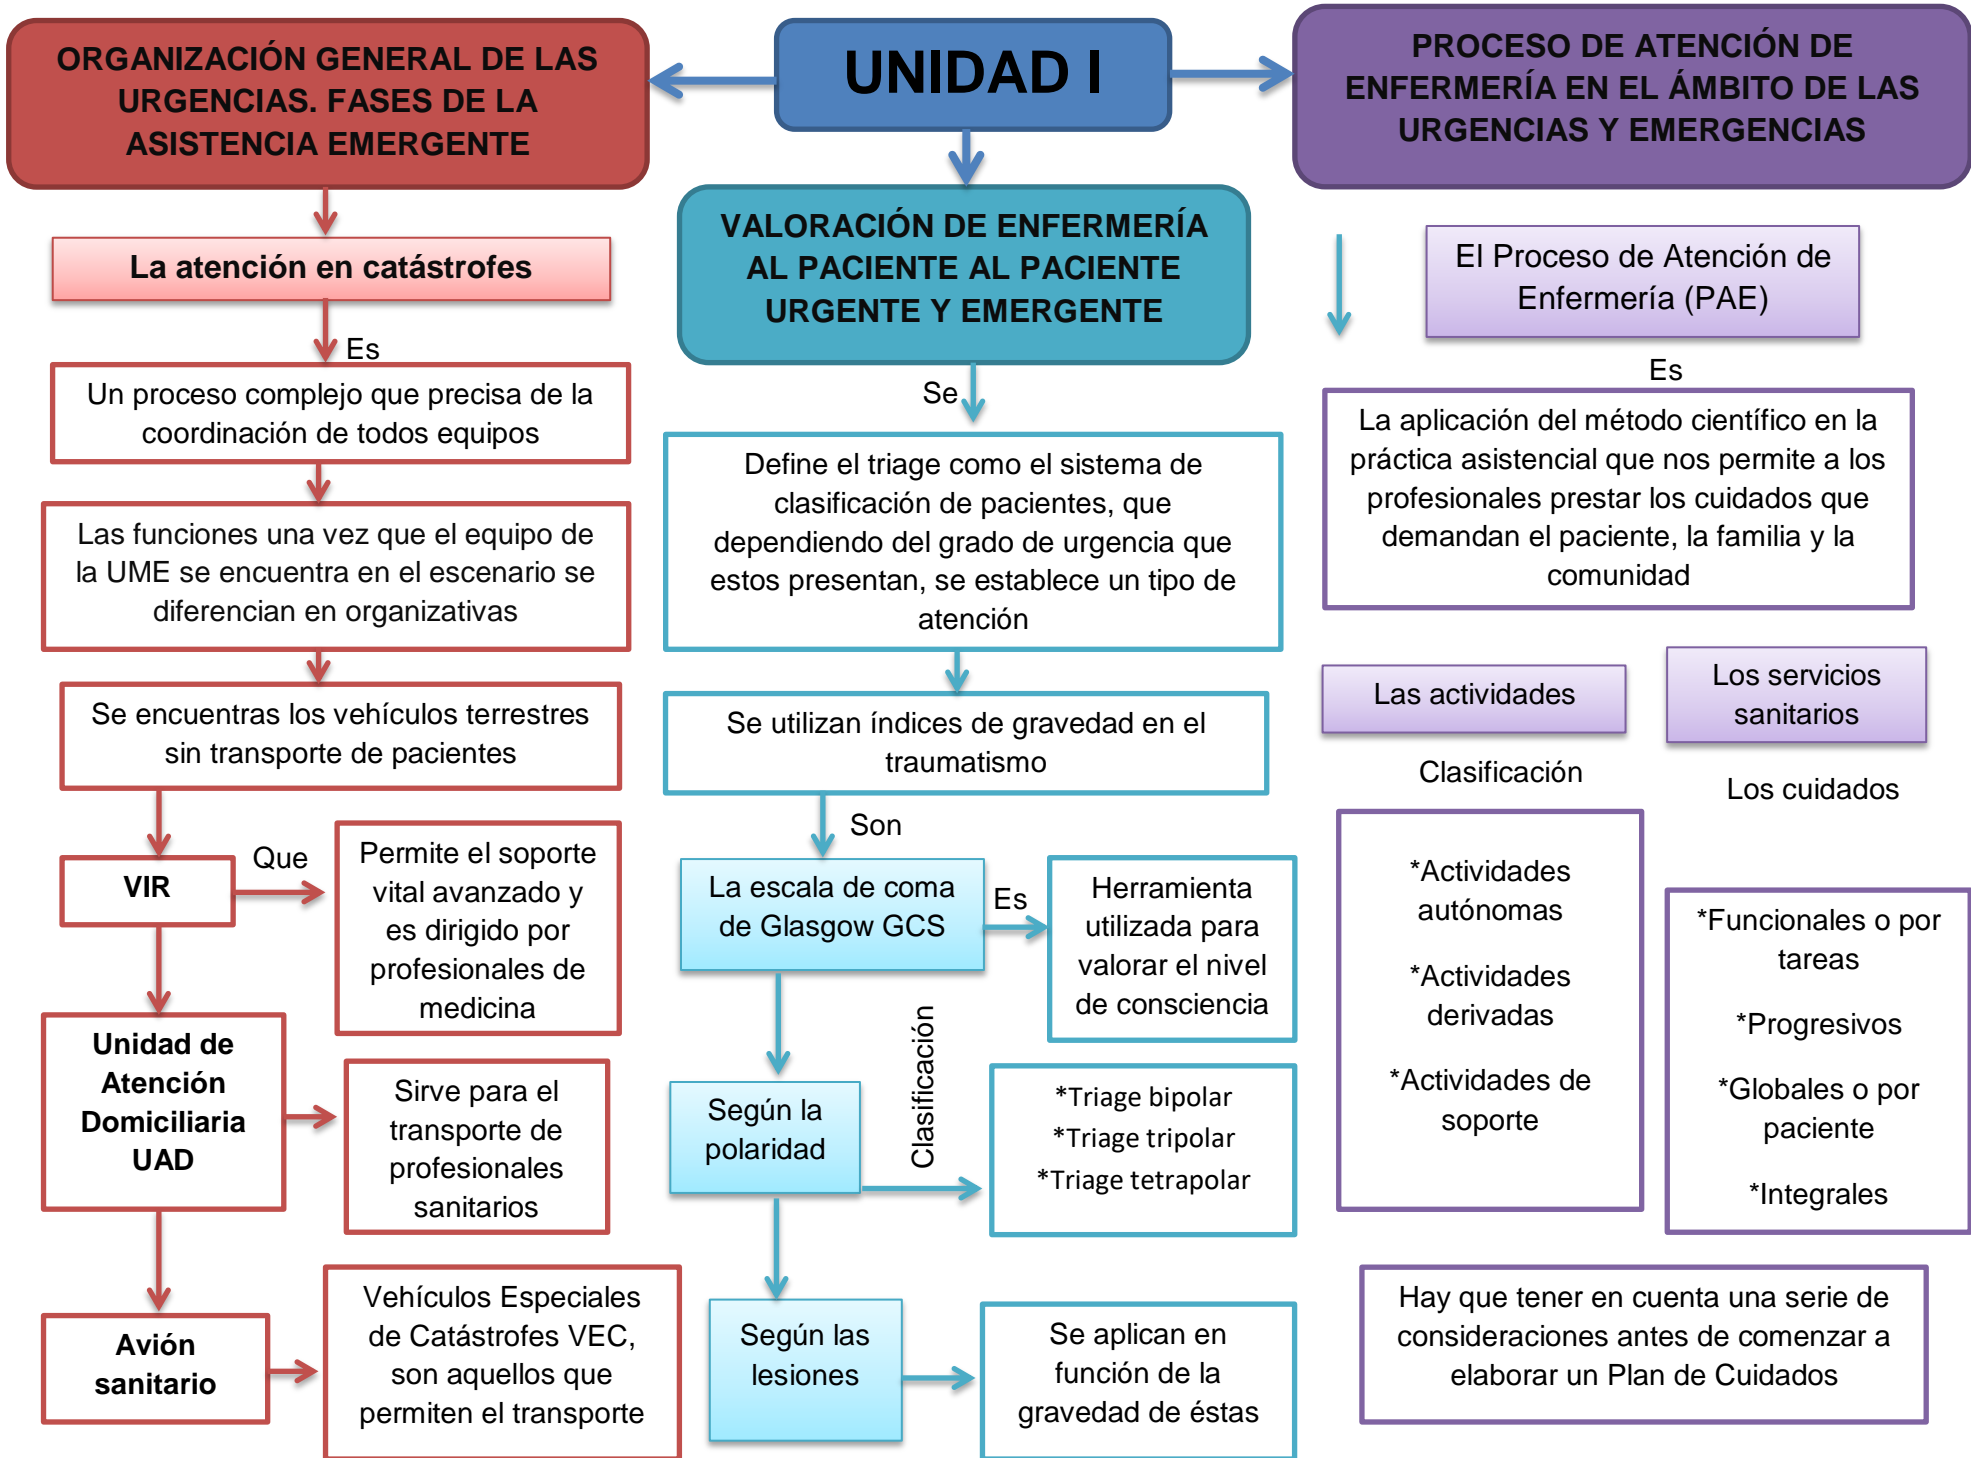 UNIDAD I
ORGANIZACIÓN GENERAL DE LAS
URGENCIAS. FASES DE LA
ASISTENCIA EMERGENTE
La atención en catástrofes
Es
Un proceso complejo que precisa de la
coordinación de todos equipos
Las funciones una vez que el equipo de
la UME se encuentra en el escenario se
diferencian en organizativas
Se encuentras los vehículos terrestres
sin transporte de pacientes
VIR
Que
Permite el soporte
vital avanzado y
es dirigido por
profesionales de
medicina
Unidad de
Atención
Domiciliaria
UAD
Sirve para el
transporte de
profesionales
sanitarios
Avión
sanitario
Vehículos Especiales
de Catástrofes VEC,
son aquellos que
permiten el transporte
VALORACIÓN DE ENFERMERÍA
AL PACIENTE AL PACIENTE
URGENTE Y EMERGENTE
Se
Define el triage como el sistema de
clasificación de pacientes, que
dependiendo del grado de urgencia que
estos presentan, se establece un tipo de
atención
Se utilizan índices de gravedad en el
traumatismo
Son
La escala de coma
de Glasgow GCS
Es
Herramienta
utilizada para
valorar el nivel
de consciencia
Según la
polaridad
Clasificación
*Triage bipolar
*Triage tripolar
*Triage tetrapolar
Según las
lesiones
Se aplican en
función de la
gravedad de éstas
PROCESO DE ATENCIÓN DE
ENFERMERÍA EN EL ÁMBITO DE LAS
URGENCIAS Y EMERGENCIAS
El Proceso de Atención de
Enfermería (PAE)
Es
La aplicación del método científico en la
práctica asistencial que nos permite a los
profesionales prestar los cuidados que
demandan el paciente, la familia y la
comunidad
Las actividades
Clasificación
*Actividades
autónomas
*Actividades
derivadas
*Actividades de
soporte
Los servicios
sanitarios
Los cuidados
*Funcionales o por
tareas
*Progresivos
*Globales o por
paciente
*Integrales
Hay que tener en cuenta una serie de
consideraciones antes de comenzar a
elaborar un Plan de Cuidados